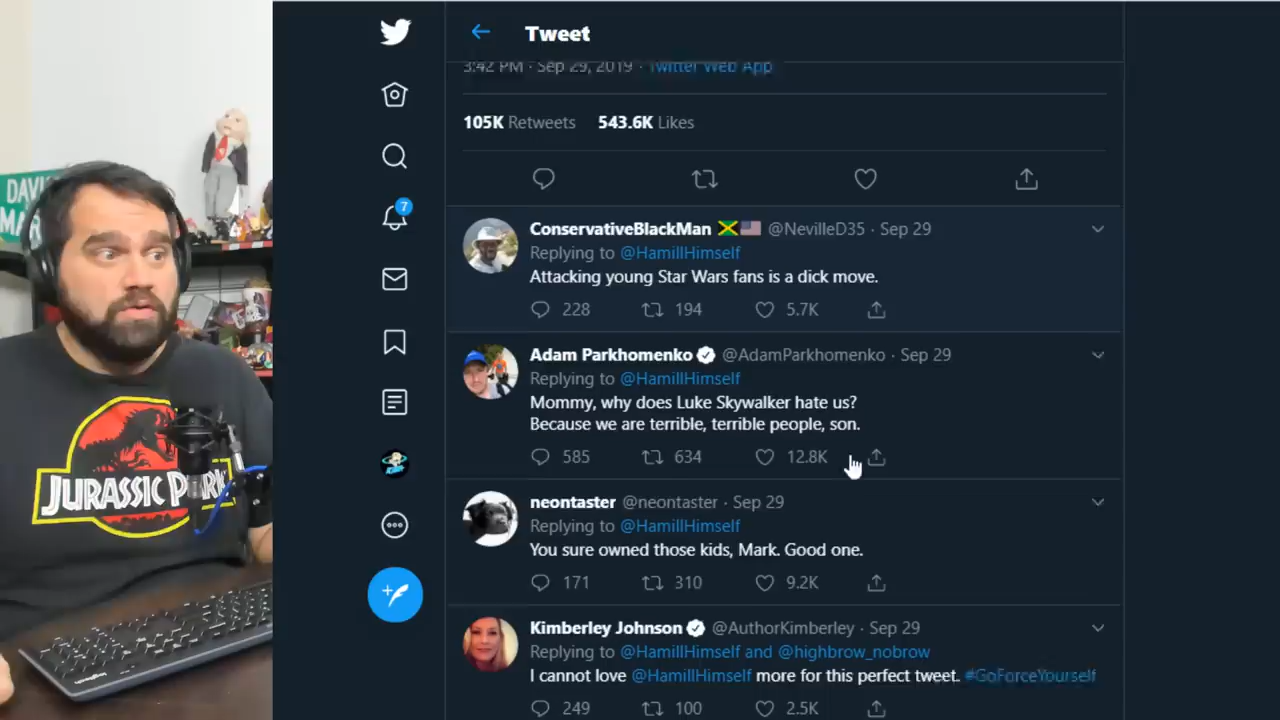 DAVI
MAR
JURASSIC PARK
Tweet
3:42 PM · Sep 29, 2019 · Twitter Web App
105K Retweets 543.6K Likes
7
ConservativeBlackMan 🇯🇲🇺🇸 @NevilleD35 · Sep 29
Replying to @HamillHimself
Attacking young Star Wars fans is a dick move.
228 194 5.7K
Adam Parkhomenko @AdamParkhomenko · Sep 29
Replying to @HamillHimself
Mommy, why does Luke Skywalker hate us?
Because we are terrible, terrible people, son.
585 634 12.8K
neontaster @neontaster · Sep 29
Replying to @HamillHimself
You sure owned those kids, Mark. Good one.
171 310 9.2K
Kimberley Johnson @AuthorKimberley · Sep 29
Replying to @HamillHimself and @highbrow_nobrow
I cannot love @HamillHimself more for this perfect tweet. #GoForceYourself
249 100 2.5K